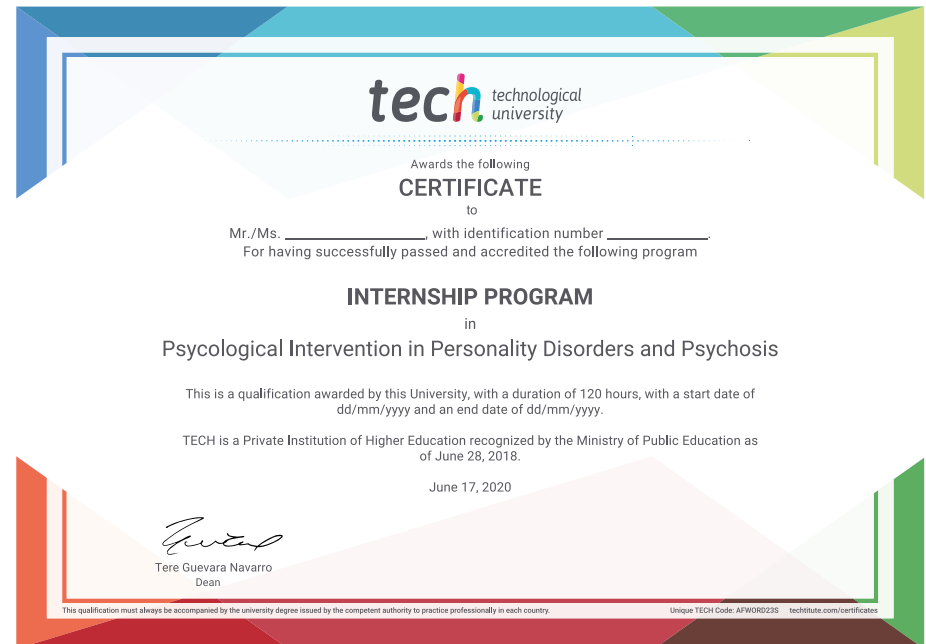 tech technological
university
Awards the following
CERTIFICATE
to
Mr./Ms. ____________________, with identification number ______________.
For having successfully passed and accredited the following program
INTERNSHIP PROGRAM
in
Psycological Intervention in Personality Disorders and Psychosis
This is a qualification awarded by this University, with a duration of 120 hours, with a start date of
dd/mm/yyyy and an end date of dd/mm/yyyy.
TECH is a Private Institution of Higher Education recognized by the Ministry of Public Education as
of June 28, 2018.
June 17, 2020
Tere Guevara Navarro
Dean
This qualification must always be accompanied by the university degree issued by the competent authority to practice professionally in each country.
Unique TECH Code: AFWORD23S techtitute.com/certificates